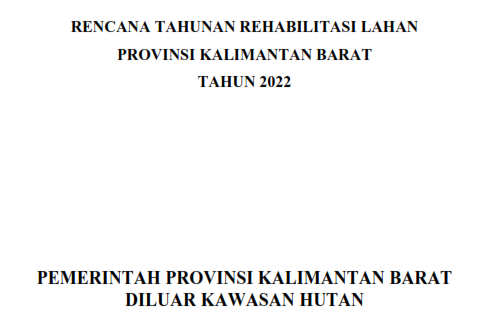 RENCANA TAHUNAN REHABILITASI LAHAN
PROVINSI KALIMANTAN BARAT
TAHUN 2022
PEMERINTAH PROVINSI KALIMANTAN BARAT
DILUAR KAWASAN HUTAN